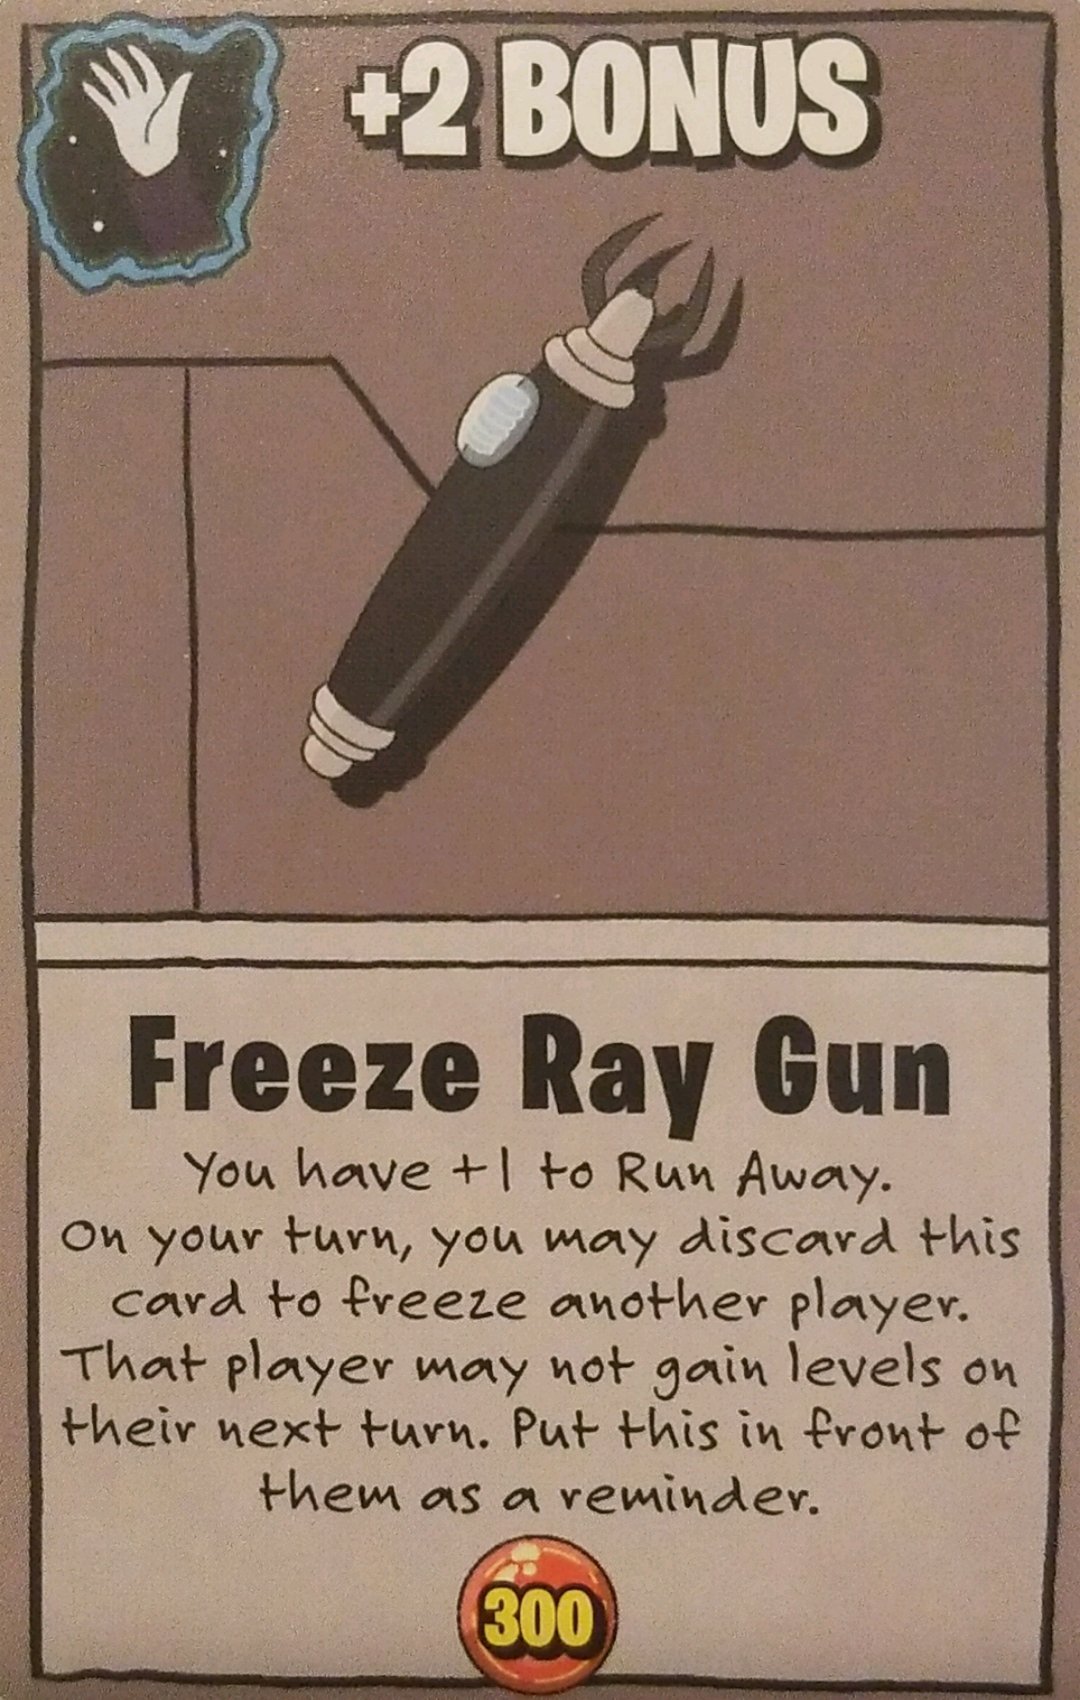 +2 BONUS
Freeze Ray Gun
You have +1 to Run Away.
On your turn, you may discard this
card to freeze another player.
That player may not gain levels on
their next turn. Put this in front of
them as a reminder.
300